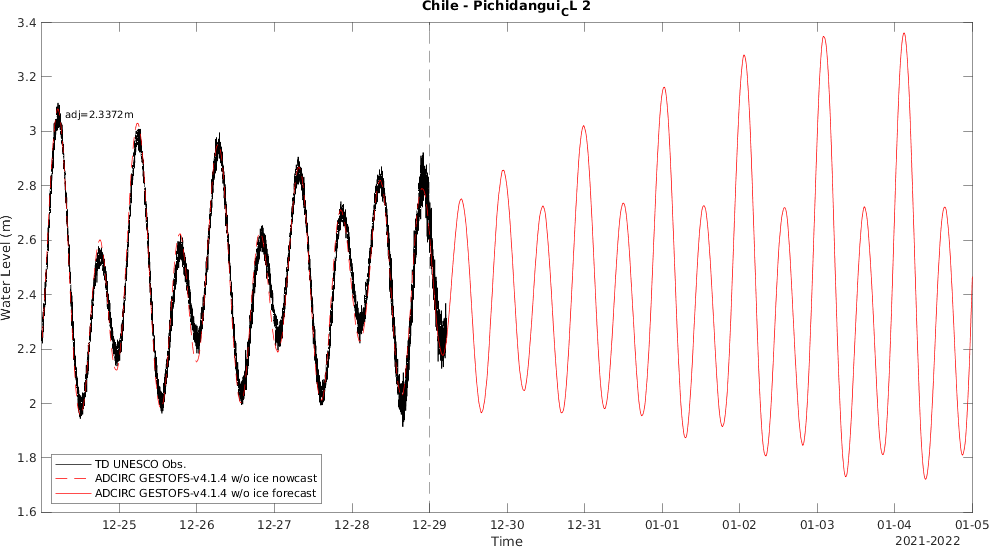 Chile - PichidanguiCL 2
3.4
3.2
3
2.8
2.6
2.4
2.2
2
1.8
1.6
Water Level (m)
adj=2.3372m
TD UNESCO Obs.
ADCIRC GESTOFS-v4.1.4 w/o ice nowcast
ADCIRC GESTOFS-v4.1.4 w/o ice forecast
12-25 12-26 12-27 12-28 12-29 12-30 12-31 01-01 01-02 01-03 01-04 01-05
Time
2021-2022